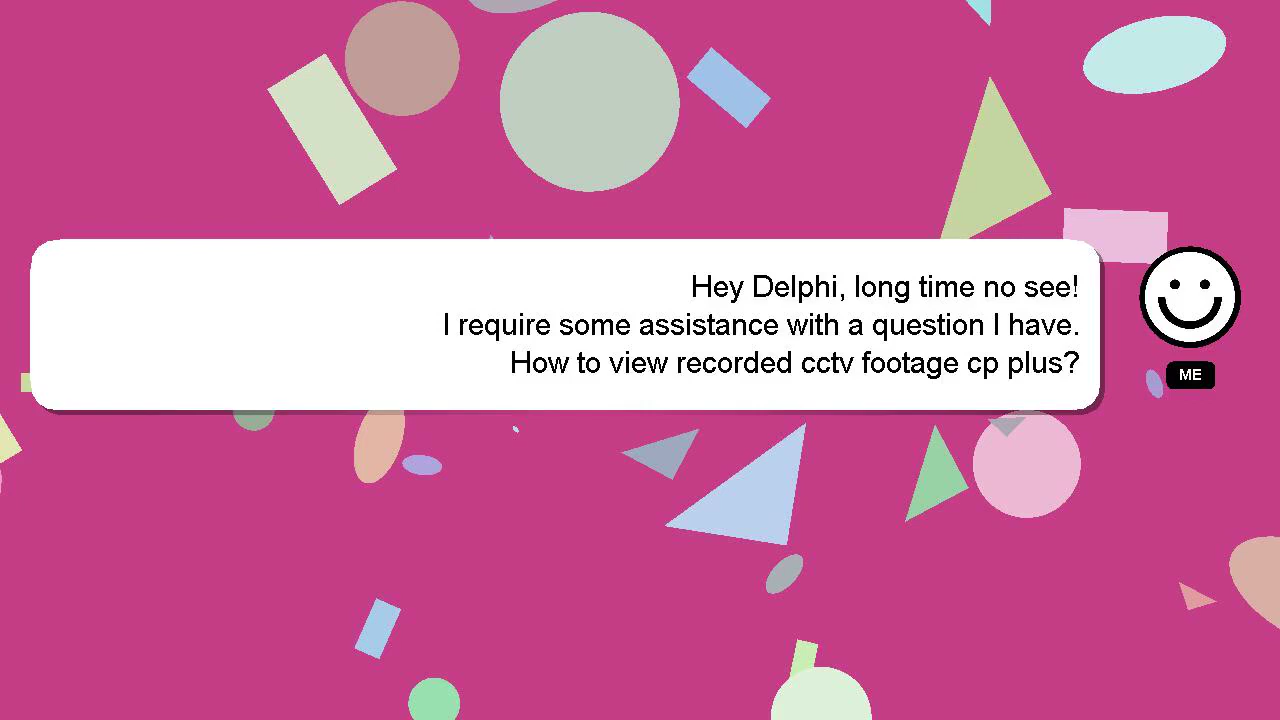 Hey Delphi, long time no see!
I require some assistance with a question I have.
How to view recorded cctv footage cp plus?
ME